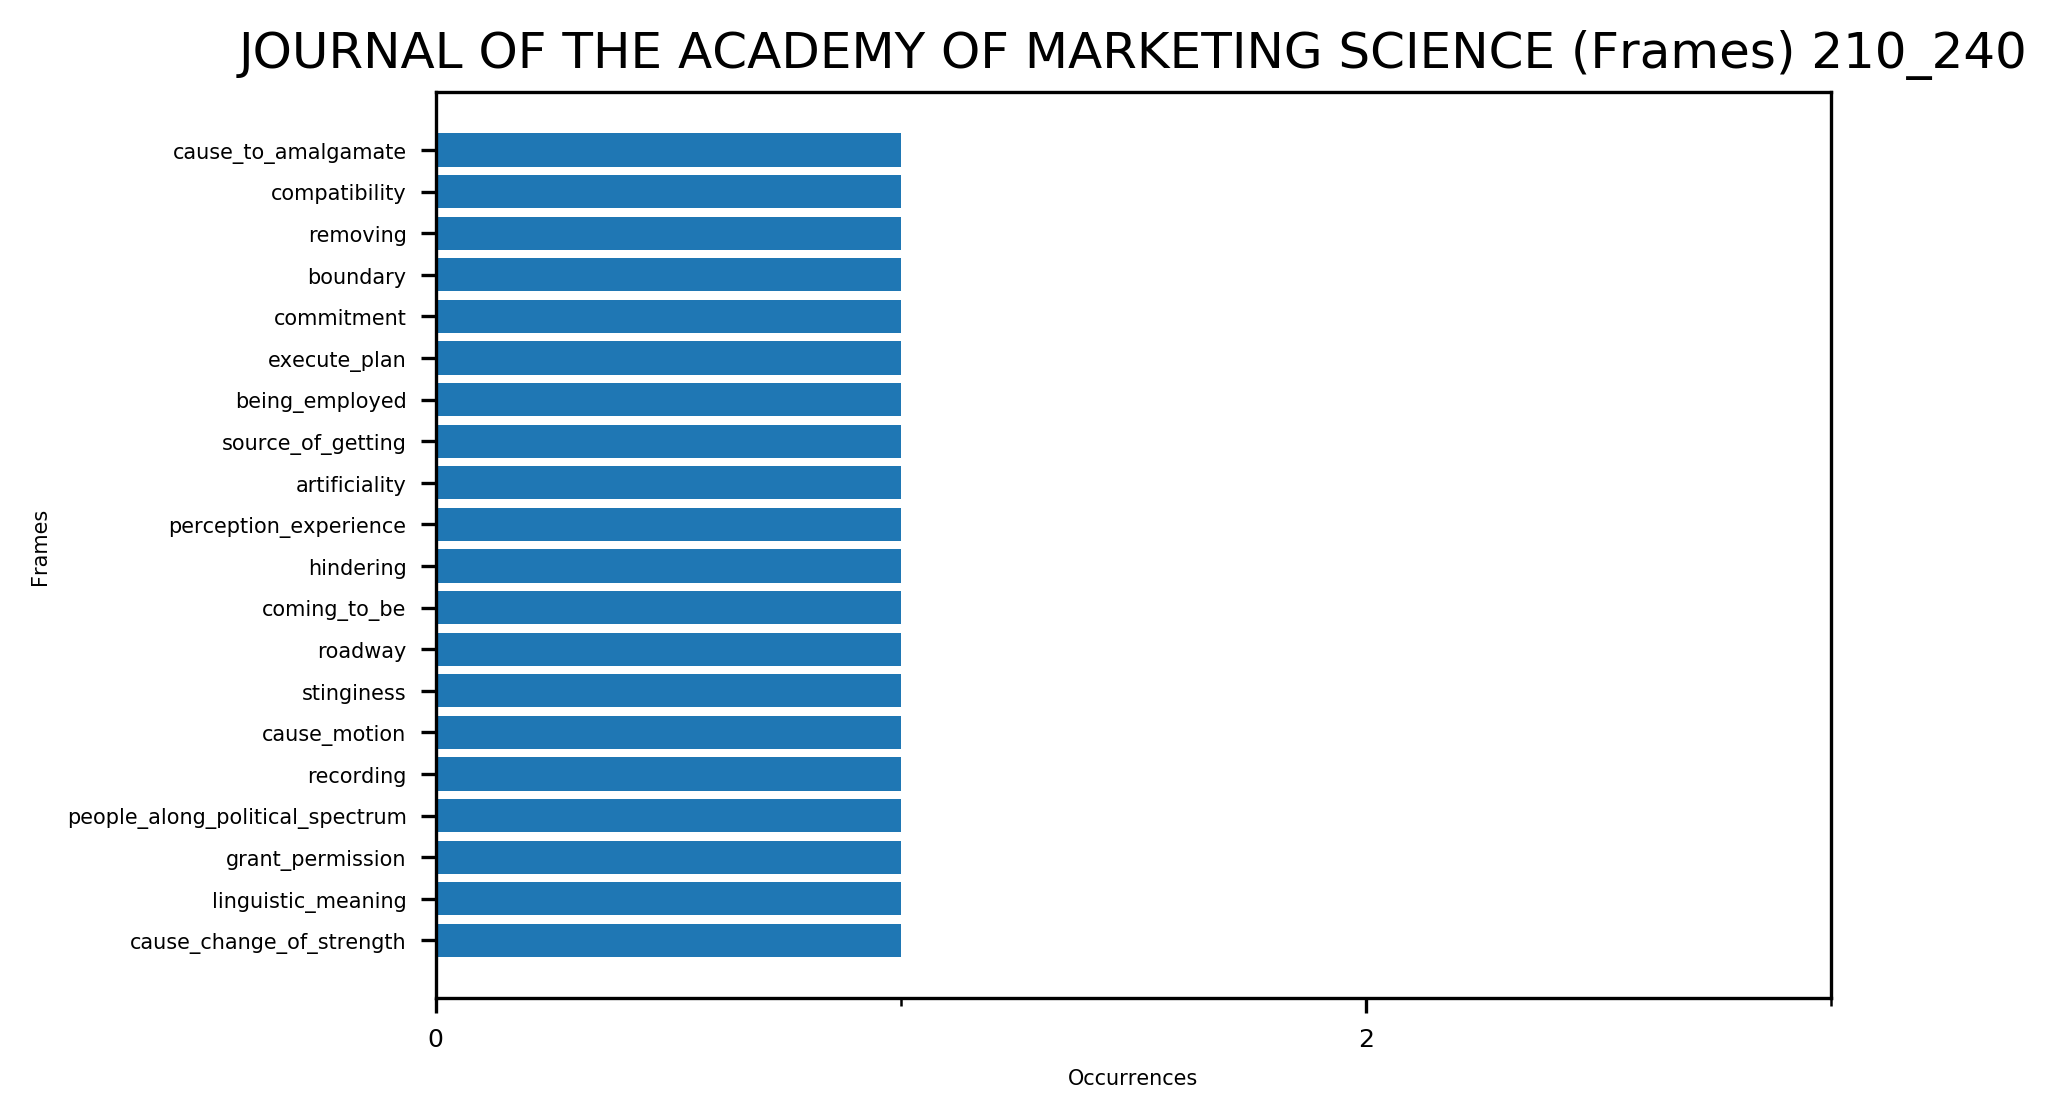 JOURNAL OF THE ACADEMY OF MARKETING SCIENCE (Frames) 210_240
cause_to_amalgamate
compatibility
removing
boundary
commitment
execute_plan
being_employed
source_of_getting
artificiality
perception_experience
hindering
coming_to_be
roadway
stinginess
cause_motion
recording
people_along_political_spectrum
grant_permission
linguistic_meaning
cause_change_of_strength
Frames
0
2
Occurrences